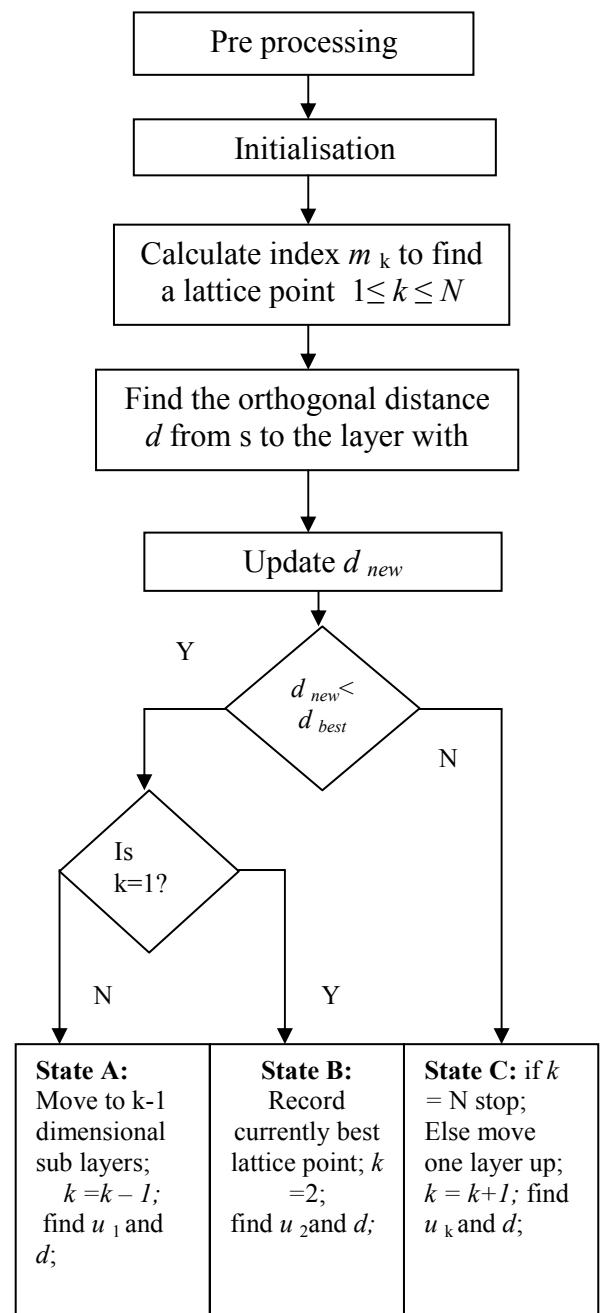 Pre processing
Initialisation
Calculate index m k to find
a lattice point 1≤ k ≤ N
Find the orthogonal distance
d from s to the layer with
Update d new
Y
d new<
d best
N
Is
k=1?
N
Y
State A:
Move to k-1
dimensional
sub layers;
k =k – 1;
find u 1 and
d;
State B:
Record
currently best
lattice point; k
=2;
find u 2and d;
State C: if k
= N stop;
Else move
one layer up;
k = k+1; find
u k and d;